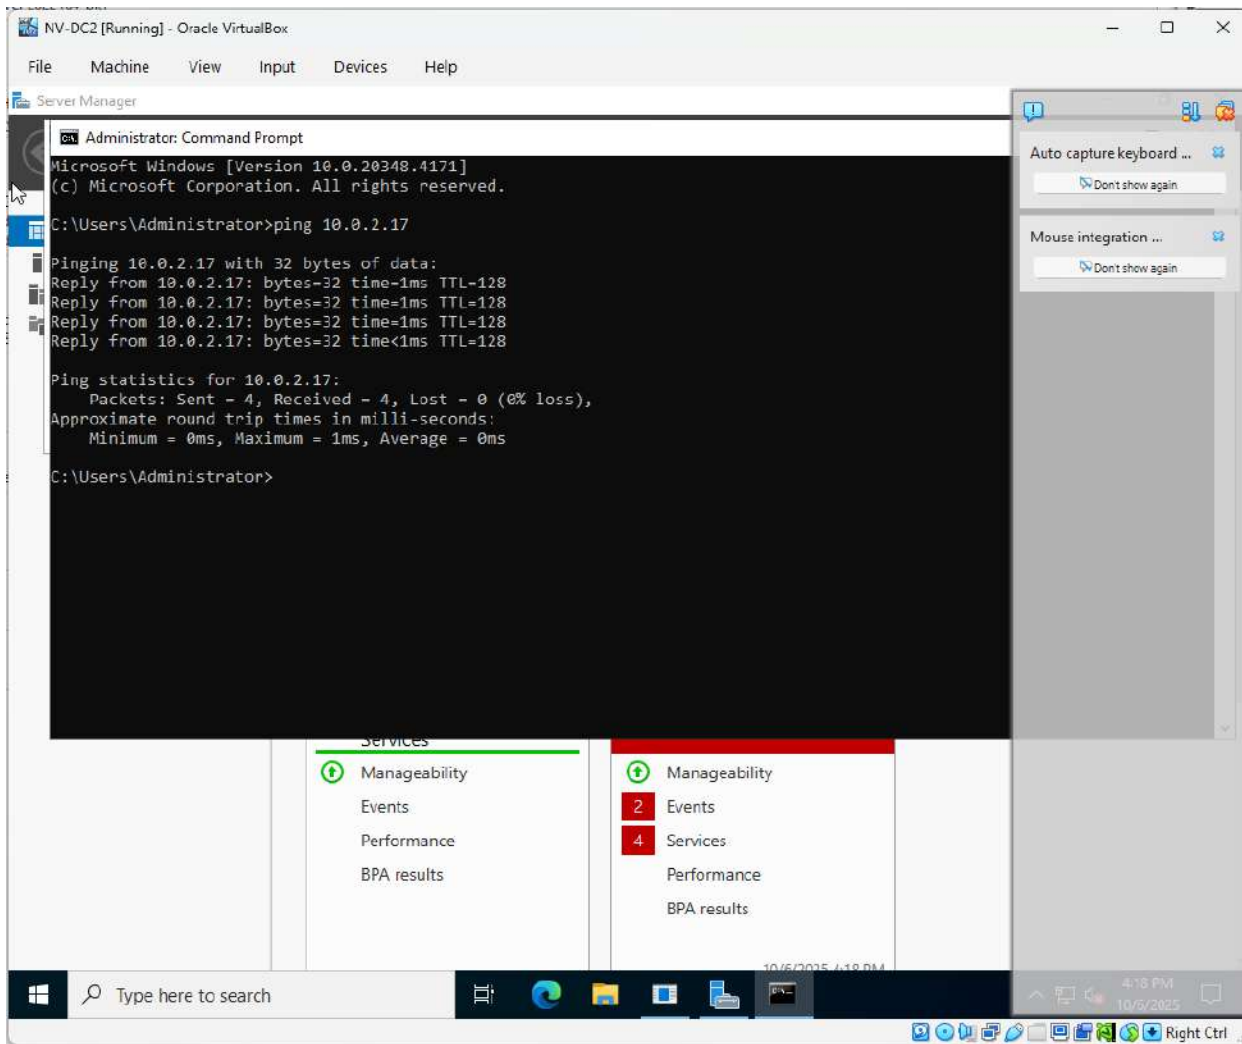 NV-DC2 [Running] - Oracle VirtualBox
File Machine View Input Devices Help
Server Manager
Administrator: Command Prompt
Microsoft Windows [Version 10.0.20348.4171]
(c) Microsoft Corporation. All rights reserved.
C:\Users\Administrator>ping 10.0.2.17
Pinging 10.0.2.17 with 32 bytes of data:
Reply from 10.0.2.17: bytes=32 time=1ms TTL=128
Reply from 10.0.2.17: bytes=32 time=1ms TTL=128
Reply from 10.0.2.17: bytes=32 time=1ms TTL=128
Reply from 10.0.2.17: bytes=32 time<1ms TTL=128
Ping statistics for 10.0.2.17:
Packets: Sent = 4, Received = 4, Lost = 0 (0% loss),
Approximate round trip times in milli-seconds:
Minimum = 0ms, Maximum = 1ms, Average = 0ms
C:\Users\Administrator>
Auto capture keyboard ...
Don't show again
Mouse integration ...
Don't show again
Services
Manageability
Events
Performance
BPA results
Manageability
2 Events
4 Services
Performance
BPA results
10/6/2025 4:18 PM
Type here to search
4:18 PM
10/6/2025
Right Ctrl